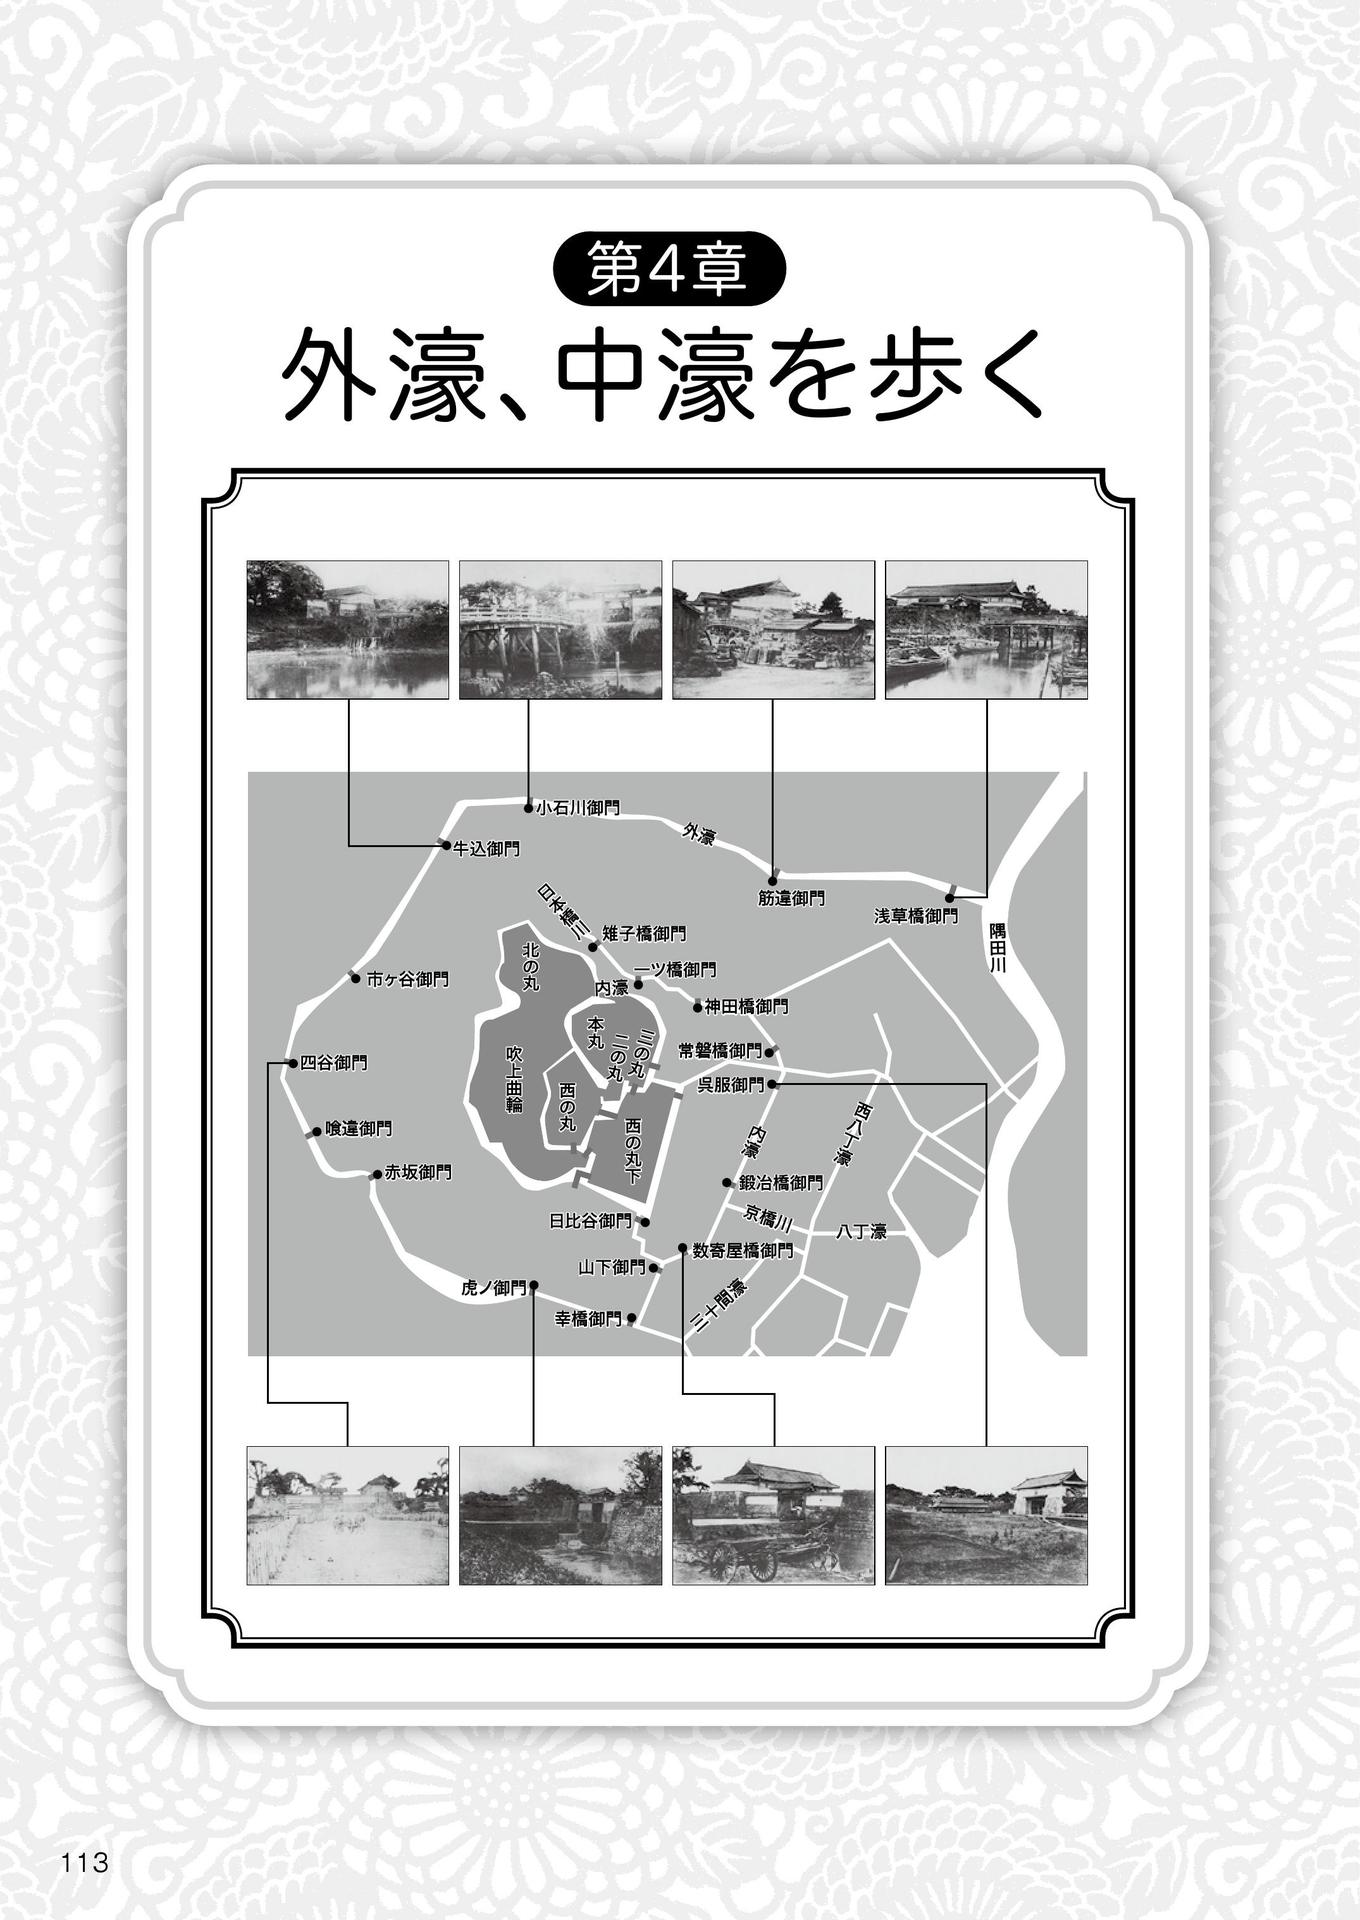 第4章
外濠、中濠を歩く
小石川御門
外濠
牛込御門
筋違御門
浅草橋御門
隅田川
日本橋川
雉子橋御門
一ツ橋御門
内濠
神田橋御門
北の丸
市ヶ谷御門
本丸
二の丸
三の丸
常磐橋御門
四谷御門
吹上曲輪
呉服御門
西の丸
西の丸下
西八丁濠
内濠
喰違御門
赤坂御門
鍛冶橋御門
京橋川
八丁濠
日比谷御門
数寄屋橋御門
山下御門
虎ノ御門
三十間濠
幸橋御門
113